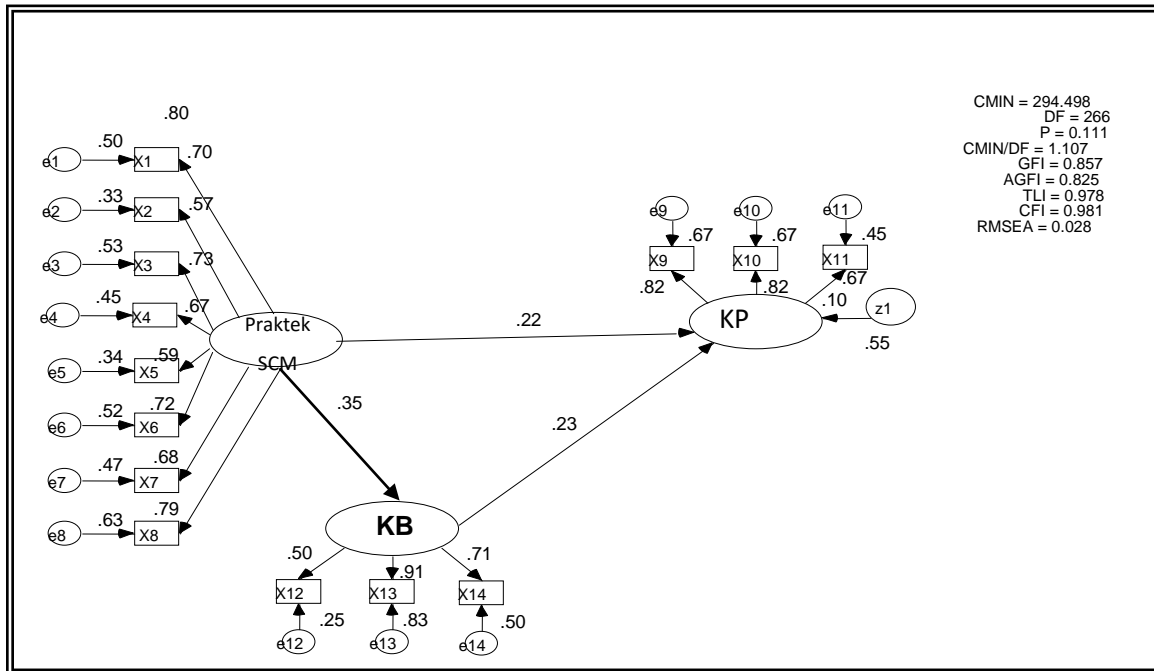 CMIN = 294.498
DF = 266
P = 0.111
CMIN/DF = 1.107
GFI = 0.857
AGFI = 0.825
TLI = 0.978
CFI = 0.981
RMSEA = 0.028
.80
e1 .50 X1 .70
e2 .33 X2 .57
e3 .53 X3 .73
e4 .45 X4 .67
e5 .34 X5 .59
e6 .52 X6 .72
e7 .47 X7 .68
e8 .63 X8 .79
Praktek
SCM
.22
.35
.23
e9 e10 e11
.67 .67 .45
X9 X10 X11
.82 .82 .67
KP
.10
z1
.55
KB
.50 .91 .71
X12 X13 X14
.25 .83 .50
e12 e13 e14